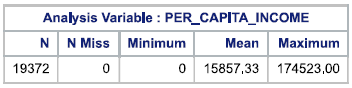 Analysis Variable : PER_CAPITA_INCOME
N N Miss Minimum Mean Maximum
19372 0 0 15857,33 174523,00